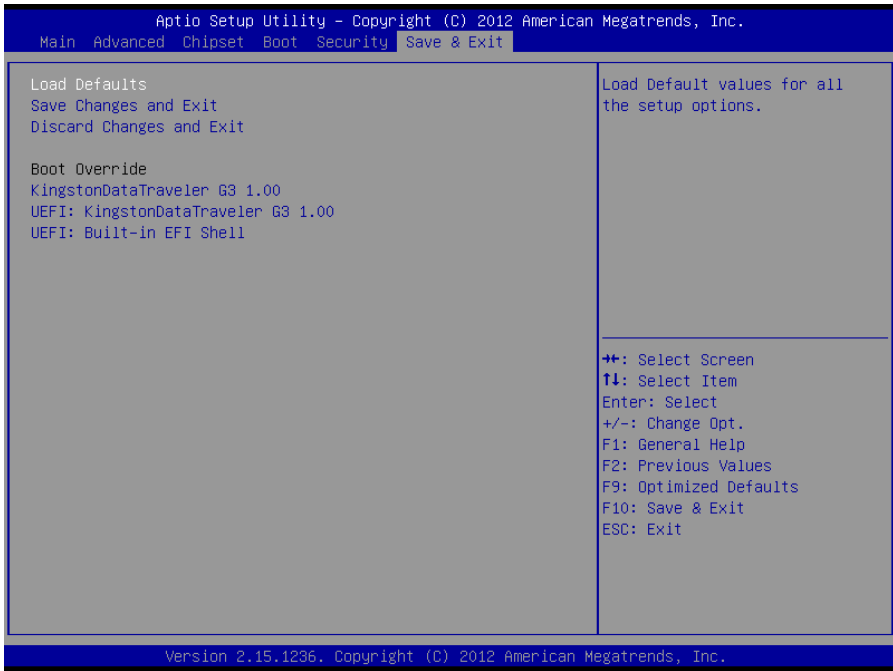 Aptio Setup Utility – Copyright (C) 2012 American Megatrends, Inc.
Main Advanced Chipset Boot Security Save & Exit
Load Defaults
Save Changes and Exit
Discard Changes and Exit
Boot Override
KingstonDataTraveler G3 1.00
UEFI: KingstonDataTraveler G3 1.00
UEFI: Built-in EFI Shell
Load Default values for all
the setup options.
→←: Select Screen
↑↓: Select Item
Enter: Select
+/-: Change Opt.
F1: General Help
F2: Previous Values
F9: Optimized Defaults
F10: Save & Exit
ESC: Exit
Version 2.15.1236. Copyright (C) 2012 American Megatrends, Inc.